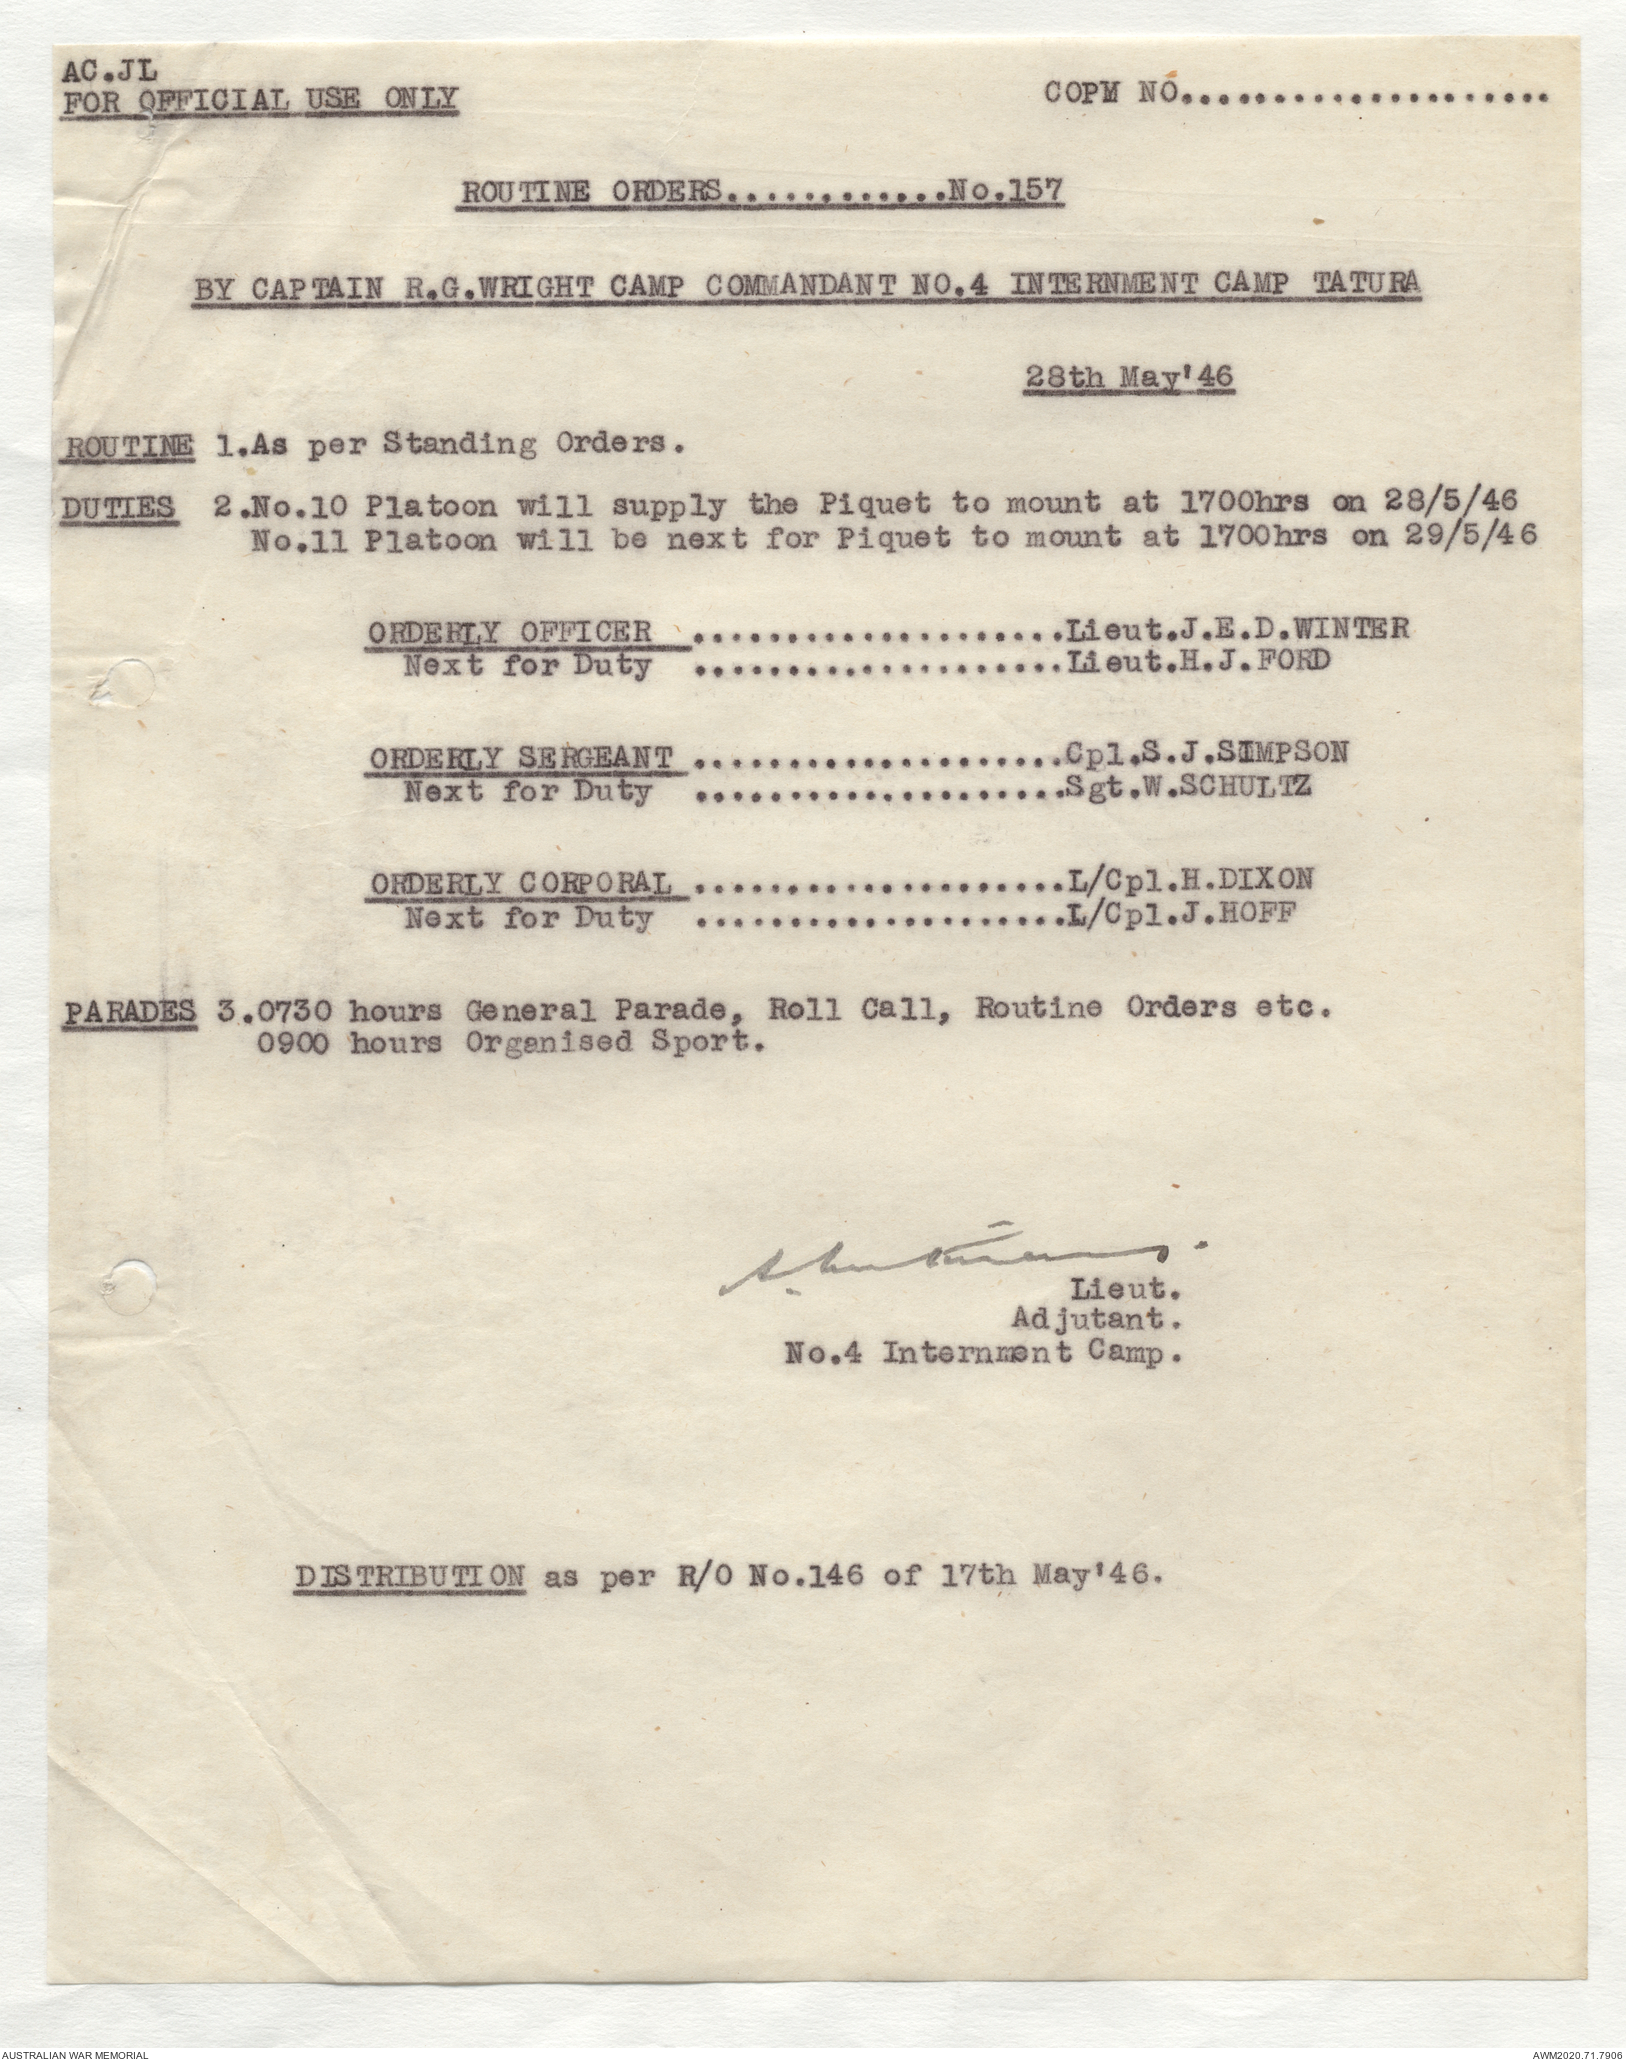 AC.JL
FOR OFFICIAL USE ONLY
COPM NO....................
ROUTINE ORDERS............No.157
BY CAPTAIN R.G.WRIGHT CAMP COMMANDANT NO.4 INTERNMENT CAMP TATURA
28th May'46
ROUTINE 1.As per Standing Orders.
DUTIES 2.No.10 Platoon will supply the Piquet to mount at 1700hrs on 28/5/46
No.11 Platoon will be next for Piquet to mount at 1700hrs on 29/5/46
ORDERLY OFFICER ....................Lieut.J.E.D.WINTER
Next for Duty ....................Lieut.H.J.FORD
ORDERLY SERGEANT ....................Cpl.S.J.SIMPSON
Next for Duty ....................Sgt.W.SCHULTZ
ORDERLY CORPORAL ....................L/Cpl.H.DIXON
Next for Duty ....................L/Cpl.J.HOFF
PARADES 3.0730 hours General Parade, Roll Call, Routine Orders etc.
0900 hours Organised Sport.
Lieut.
Adjutant.
No.4 Internment Camp.
DISTRIBUTION as per R/O No.146 of 17th May'46.
AUSTRALIAN WAR MEMORIAL
AWM2020.71.7906